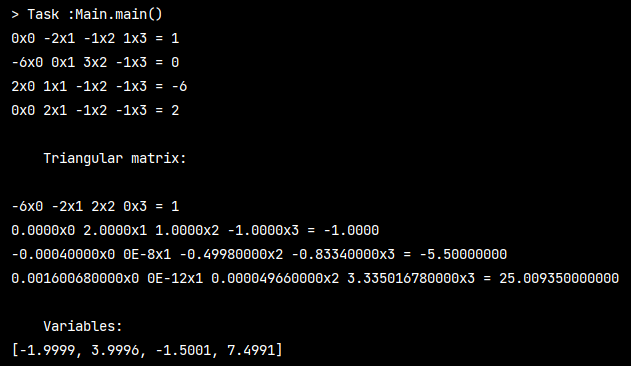 > Task :Main.main()
0x0 -2x1 -1x2 1x3 = 1
-6x0 0x1 3x2 -1x3 = 0
2x0 1x1 -1x2 -1x3 = -6
0x0 2x1 -1x2 -1x3 = 2
Triangular matrix:
-6x0 -2x1 2x2 0x3 = 1
0.0000x0 2.0000x1 1.0000x2 -1.0000x3 = -1.0000
-0.00040000x0 0E-8x1 -0.49980000x2 -0.83340000x3 = -5.50000000
0.001600680000x0 0E-12x1 0.000049660000x2 3.335016780000x3 = 25.009350000000
Variables:
[-1.9999, 3.9996, -1.5001, 7.4991]